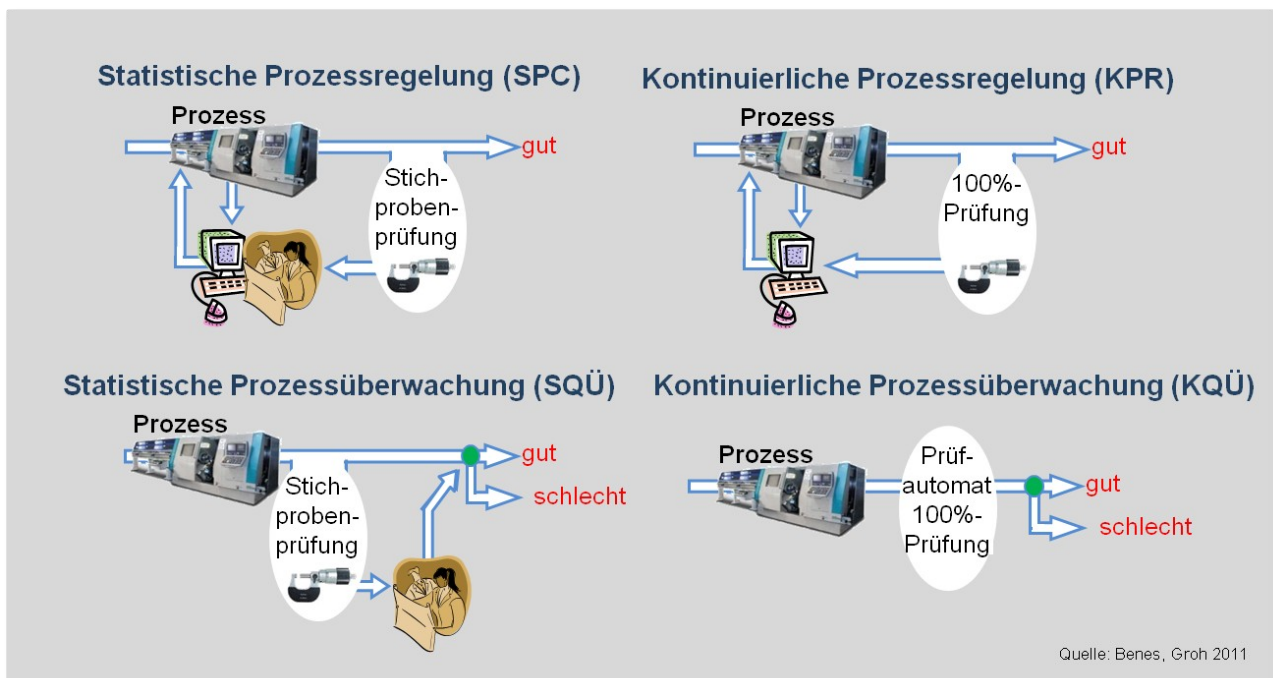 Statistische Prozessregelung (SPC)
Prozess
gut
Stich-
proben-
prüfung
Kontinuierliche Prozessregelung (KPR)
Prozess
gut
100%-
Prüfung
Statistische Prozessüberwachung (SQÜ)
Prozess
gut
schlecht
Stich-
proben-
prüfung
Kontinuierliche Prozessüberwachung (KQÜ)
Prozess
Prüf-
automat
100%-
Prüfung
gut
schlecht
Quelle: Benes, Groh 2011